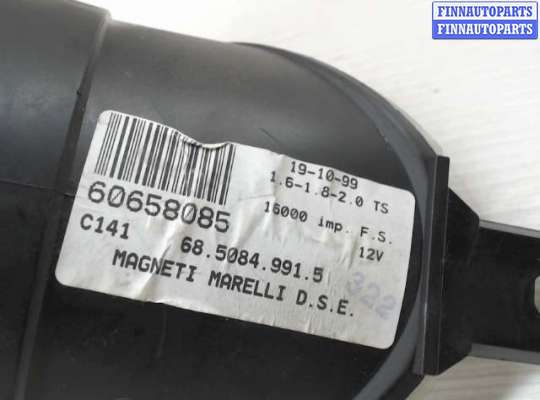 FINNAUTOPARTS
FINNAUTOPARTS
19-10-99
1.6-1.8-2.0 TS
60658085
16000 imp. F.S.
C141
12V
68.5084.991.5
MAGNETI MARELLI D.S.E.
322